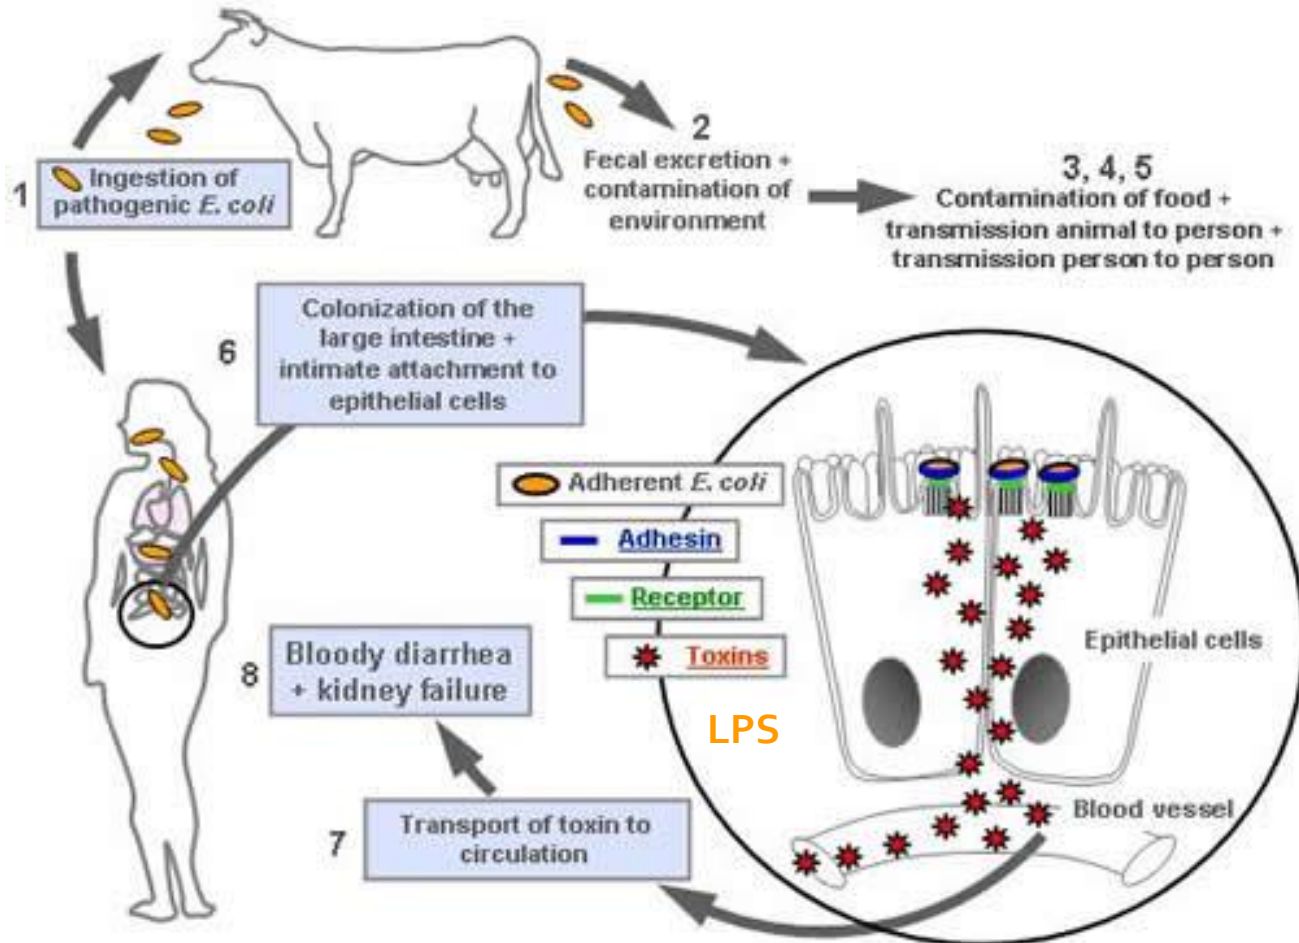 1
Ingestion of
pathogenic E. coli
2
Fecal excretion +
contamination of
environment
3, 4, 5
Contamination of food +
transmission animal to person +
transmission person to person
6
Colonization of the
large intestine +
intimate attachment to
epithelial cells
Adherent E. coli
Adhesin
Receptor
Toxins
Epithelial cells
8
Bloody diarrhea
+ kidney failure
LPS
7
Transport of toxin to
circulation
Blood vessel